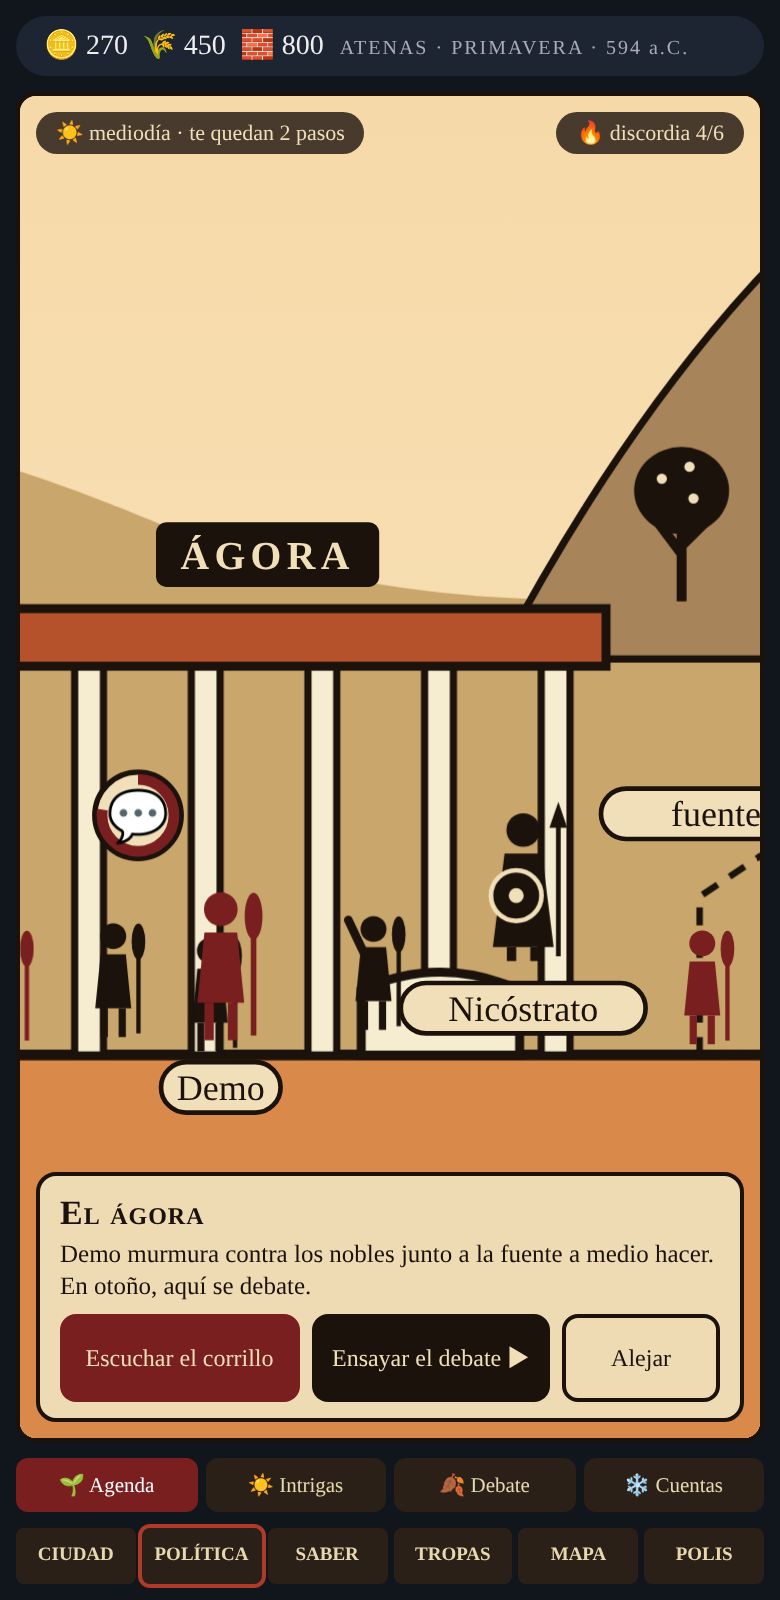 270 450 800 ATENAS · PRIMAVERA · 594 a.C.
mediodía · te quedan 2 pasos
discordia 4/6
ÁGORA
fuente
Nicóstrato
Demo
El ágora
Demo murmura contra los nobles junto a la fuente a medio hacer.
En otoño, aquí se debate.
Escuchar el corrillo
Ensayar el debate ▶
Alejar
Agenda
Intrigas
Debate
Cuentas
CIUDAD
POLÍTICA
SABER
TROPAS
MAPA
POLIS